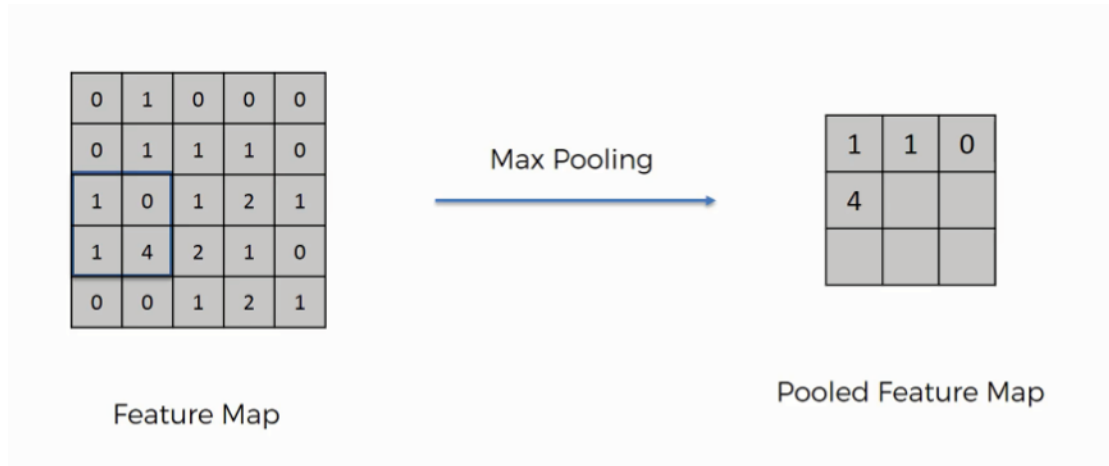 0 1 0 0 0
0 1 1 1 0
1 0 1 2 1
1 4 2 1 0
0 0 1 2 1
Feature Map
Max Pooling
1 1 0
4
Pooled Feature Map